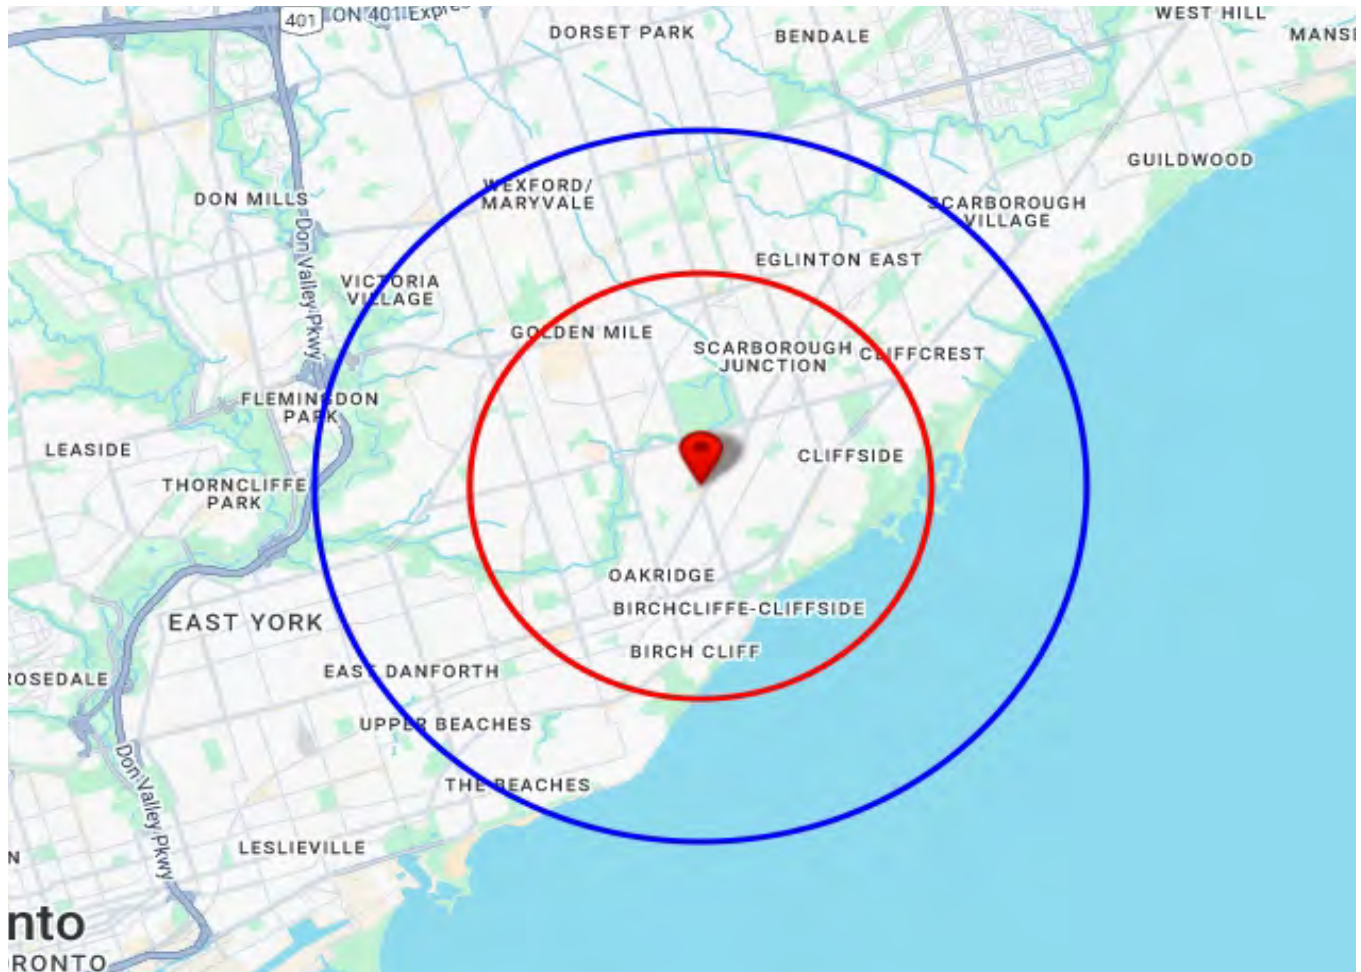 401
ON 401 Expres
DORSET PARK
BENDALE
WEST HILL
MANSE
GUILDWOOD
DON MILLS
WEXFORD/
MARYVALE
SCARBOROUGH
VILLAGE
Don Valley Pkwy
EGLINTON EAST
VICTORIA
VILLAGE
GOLDEN MILE
SCARBOROUGH
JUNCTION
CLIFFCREST
FLEMINGDON
PARK
LEASIDE
CLIFFSIDE
THORNCLIFFE
PARK
OAKRIDGE
BIRCHCLIFFE-CLIFFSIDE
EAST YORK
BIRCH CLIFF
ROSEDALE
EAST DANFORTH
UPPER BEACHES
THE BEACHES
Don Valley Pkwy
LESLIEVILLE
N
nto
RONTO